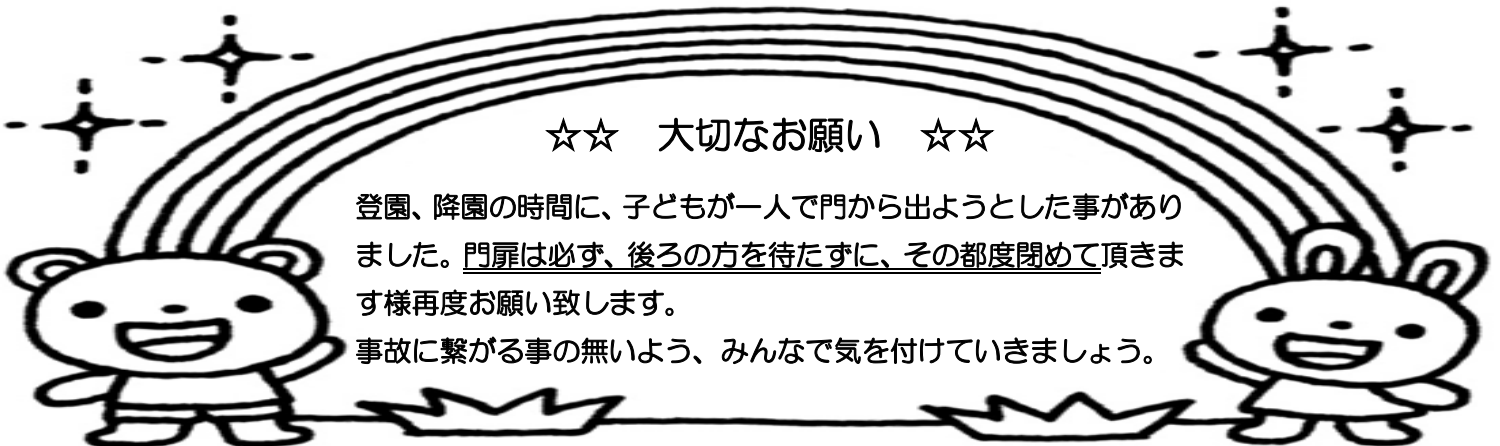 ☆☆　大切なお願い　☆☆
登園、降園の時間に、子どもが一人で門から出ようとした事があり
ました。門扉は必ず、後ろの方を待たずに、その都度閉めて頂きま
す様再度お願い致します。
事故に繋がる事の無いよう、みんなで気を付けていきましょう。